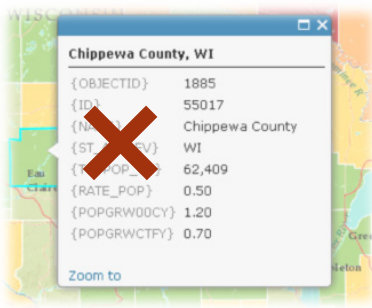 WISCONSIN
Chippewa County, WI
{OBJECTID} 1885
{ID} 55017
Chippewa County
WI
62,409
{RATE_POP} 0.50
{POPGRW00CY} 1.20
{POPGRWCTFY} 0.70
Zoom to
Eau
Claire